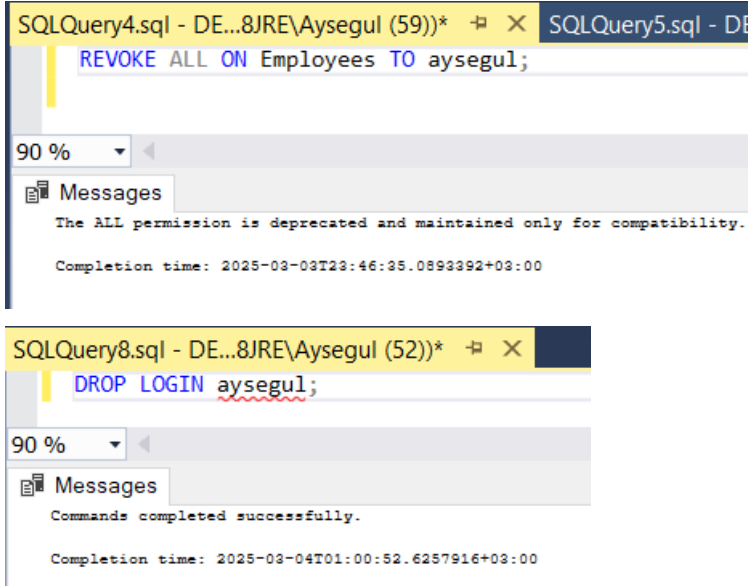 SQLQuery4.sql - DE...8JRE\Aysegul (59))* SQLQuery5.sql - DE
REVOKE ALL ON Employees TO aysegul;
90 %
Messages
The ALL permission is deprecated and maintained only for compatibility.
Completion time: 2025-03-03T23:46:35.0893392+03:00
SQLQuery8.sql - DE...8JRE\Aysegul (52))*
DROP LOGIN aysegul;
90 %
Messages
Commands completed successfully.
Completion time: 2025-03-04T01:00:52.6257916+03:00